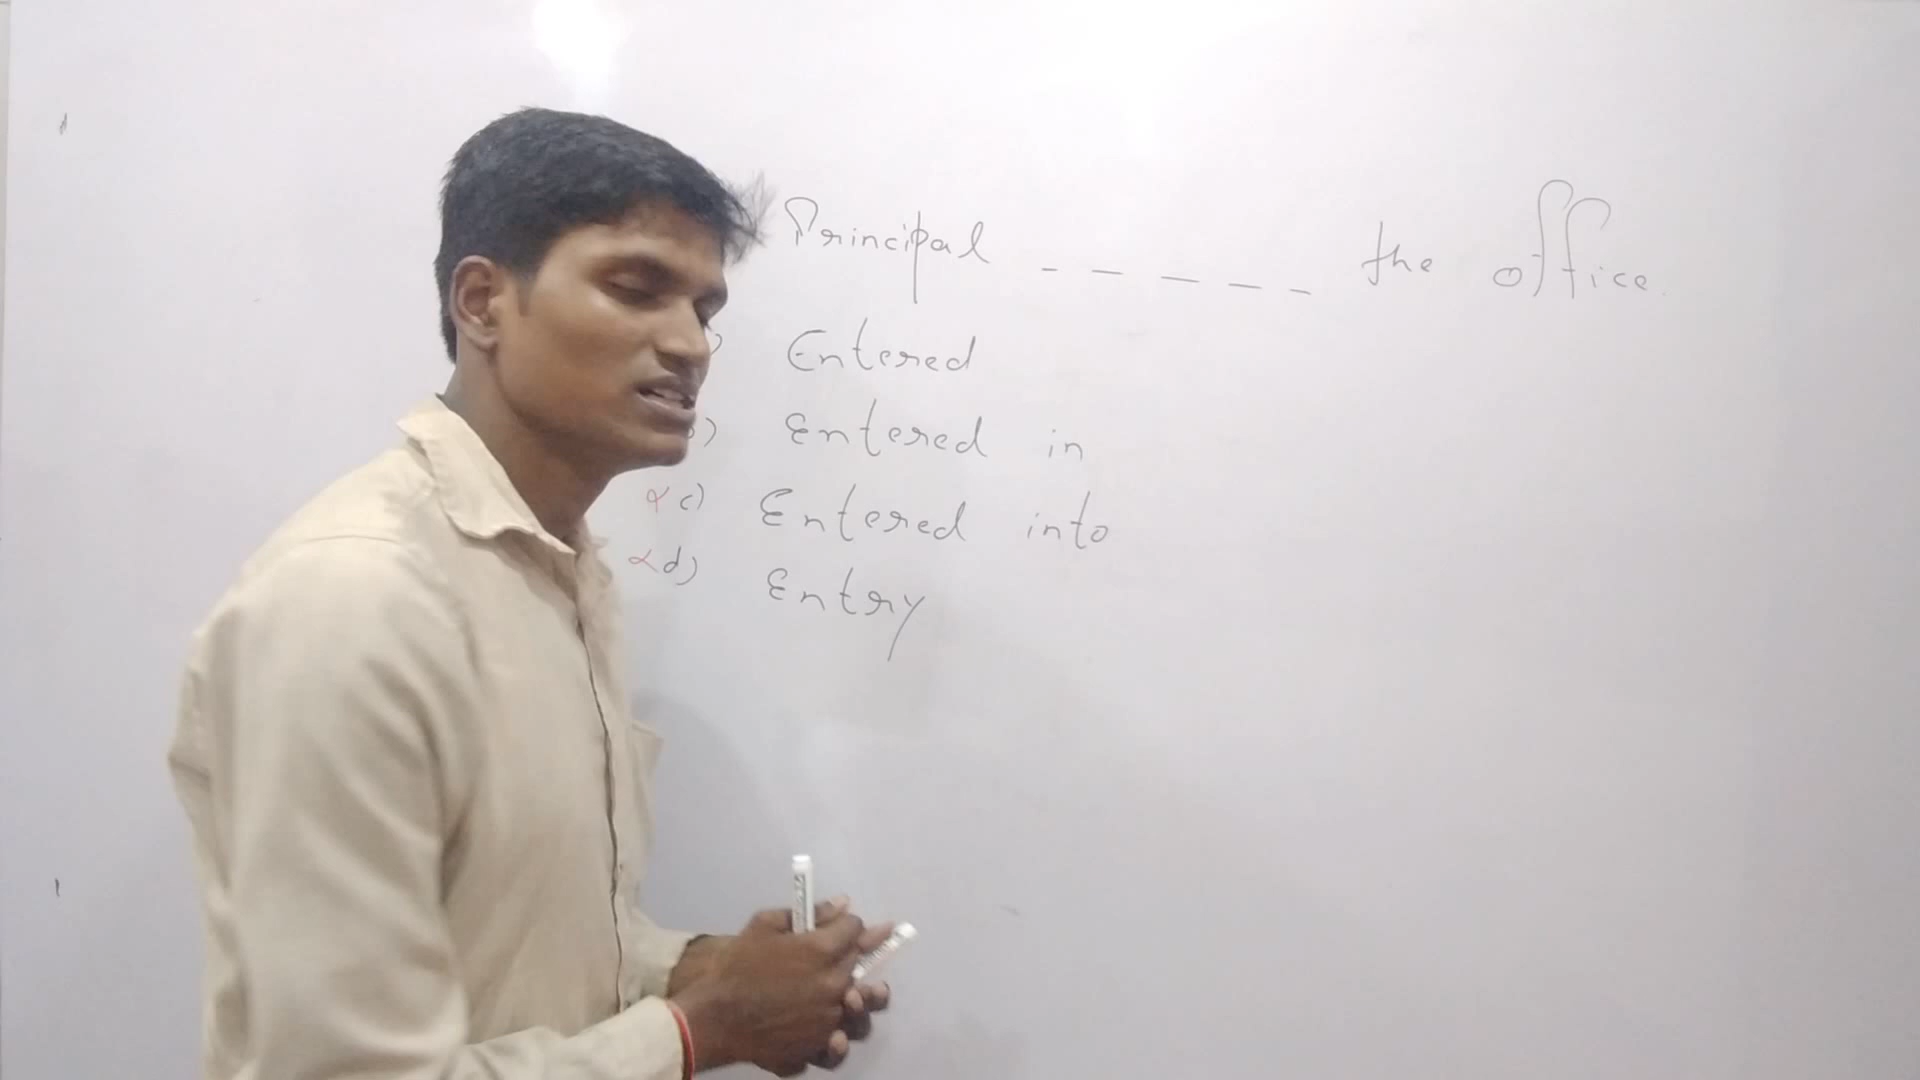 Principal _ _ _ _ _ the office.
Entered
b) Entered in
c) Entered into
d) Entry